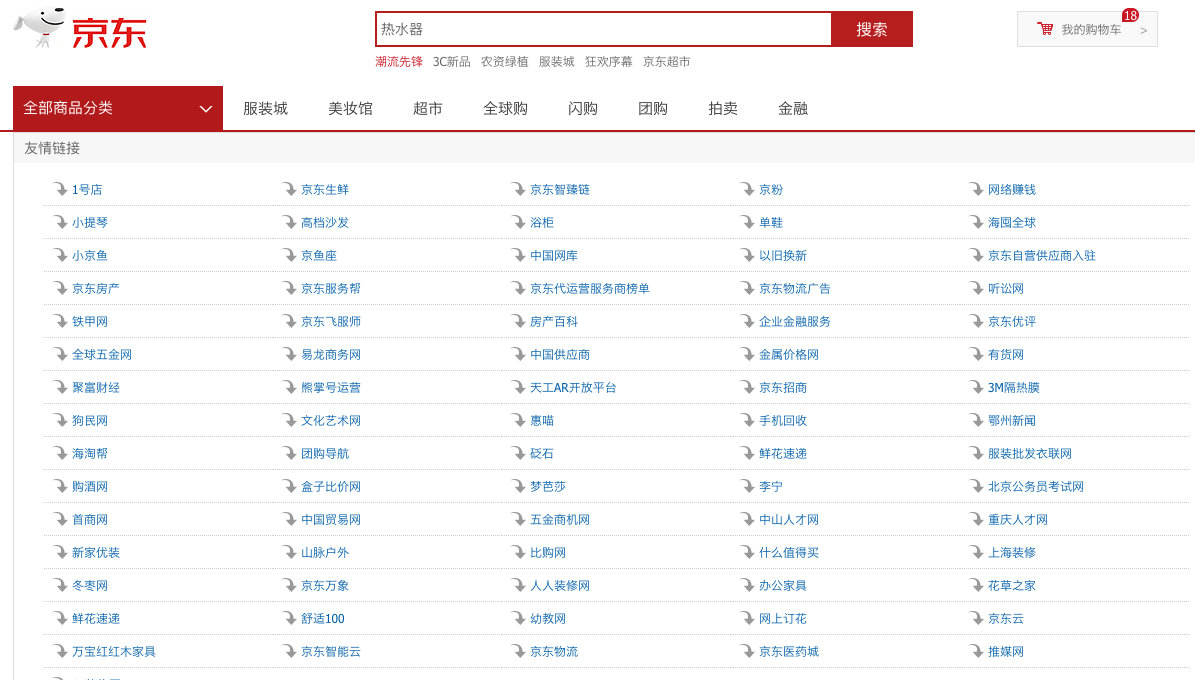 京东
热水器
搜索
18
我的购物车 >
潮流先锋 3C新品 农资绿植 服装城 狂欢序幕 京东超市
全部商品分类 服装城 美妆馆 超市 全球购 闪购 团购 拍卖 金融
友情链接
1号店 京东生鲜 京东智臻链 京粉 网络赚钱
小提琴 高档沙发 浴柜 单鞋 海囤全球
小京鱼 京鱼座 中国网库 以旧换新 京东自营供应商入驻
京东房产 京东服务帮 京东代运营服务商榜单 京东物流广告 听讼网
铁甲网 京东飞服师 房产百科 企业金融服务 京东优评
全球五金网 易龙商务网 中国供应商 金属价格网 有货网
聚富财经 熊掌号运营 天工AR开放平台 京东招商 3M隔热膜
狗民网 文化艺术网 惠喵 手机回收 鄂州新闻
海淘帮 团购导航 砭石 鲜花速递 服装批发衣联网
购酒网 盒子比价网 梦芭莎 李宁 北京公务员考试网
首商网 中国贸易网 五金商机网 中山人才网 重庆人才网
新家优装 山脉户外 比购网 什么值得买 上海装修
冬枣网 京东万象 人人装修网 办公家具 花草之家
鲜花速递 舒适100 幼教网 网上订花 京东云
万宝红红木家具 京东智能云 京东物流 京东医药城 推媒网